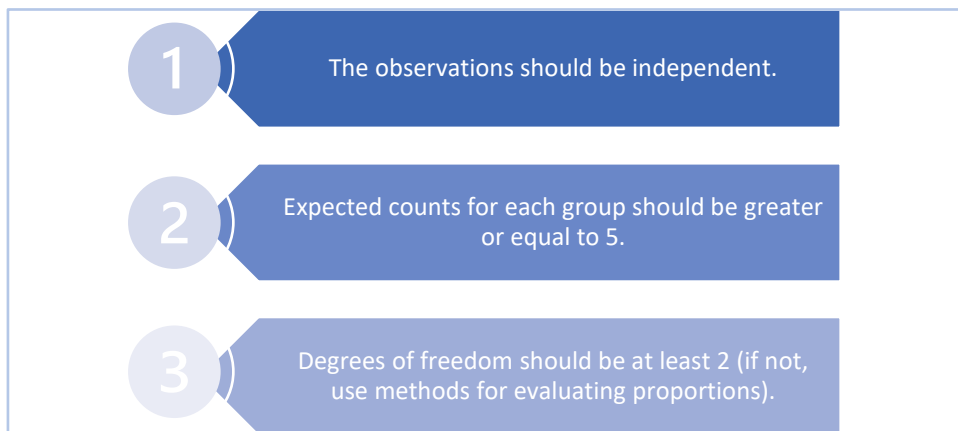 1
The observations should be independent.
2
Expected counts for each group should be greater
or equal to 5.
3
Degrees of freedom should be at least 2 (if not,
use methods for evaluating proportions).